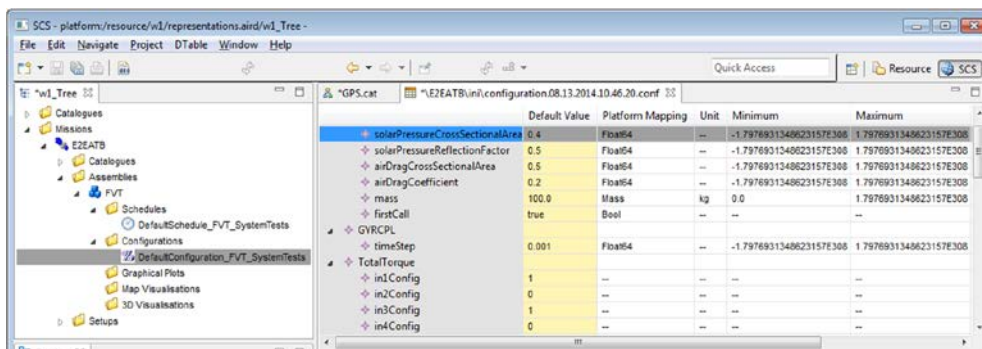 SCS - platform:/resource/w1/representations.aird/w1_Tree -
File Edit Navigate Project DTable Window Help
Quick Access Resource SCS
*w1_Tree
Catalogues
Missions
E2EATB
Catalogues
Assemblies
FVT
Schedules
DefaultSchedule_FVT_SystemTests
Configurations
DefaultConfiguration_FVT_SystemTests
Graphical Plots
Map Visualisations
3D Visualisations
Setups
*GPS.cat *\E2EATB\ini\configuration.08.13.2014.10.46.20.conf
Default Value Platform Mapping Unit Minimum Maximum
solarPressureCrossSectionalArea 0.4 Float64 -- -1.7976931348623157E308 1.7976931348623157E308
solarPressureReflectionFactor 0.5 Float64 -- -1.7976931348623157E308 1.7976931348623157E308
airDragCrossSectionalArea 0.5 Float64 -- -1.7976931348623157E308 1.7976931348623157E308
airDragCoefficient 0.2 Float64 -- -1.7976931348623157E308 1.7976931348623157E308
mass 100.0 Mass kg 0.0 1.7976931348623157E308
firstCall true Bool -- -- --
GYRCPL
timeStep 0.001 Float64 -- -1.7976931348623157E308 1.7976931348623157E308
TotalTorque
in1Config 1 -- -- -- --
in2Config 0 -- -- -- --
in3Config 1 -- -- -- --
in4Config 0 -- -- -- --